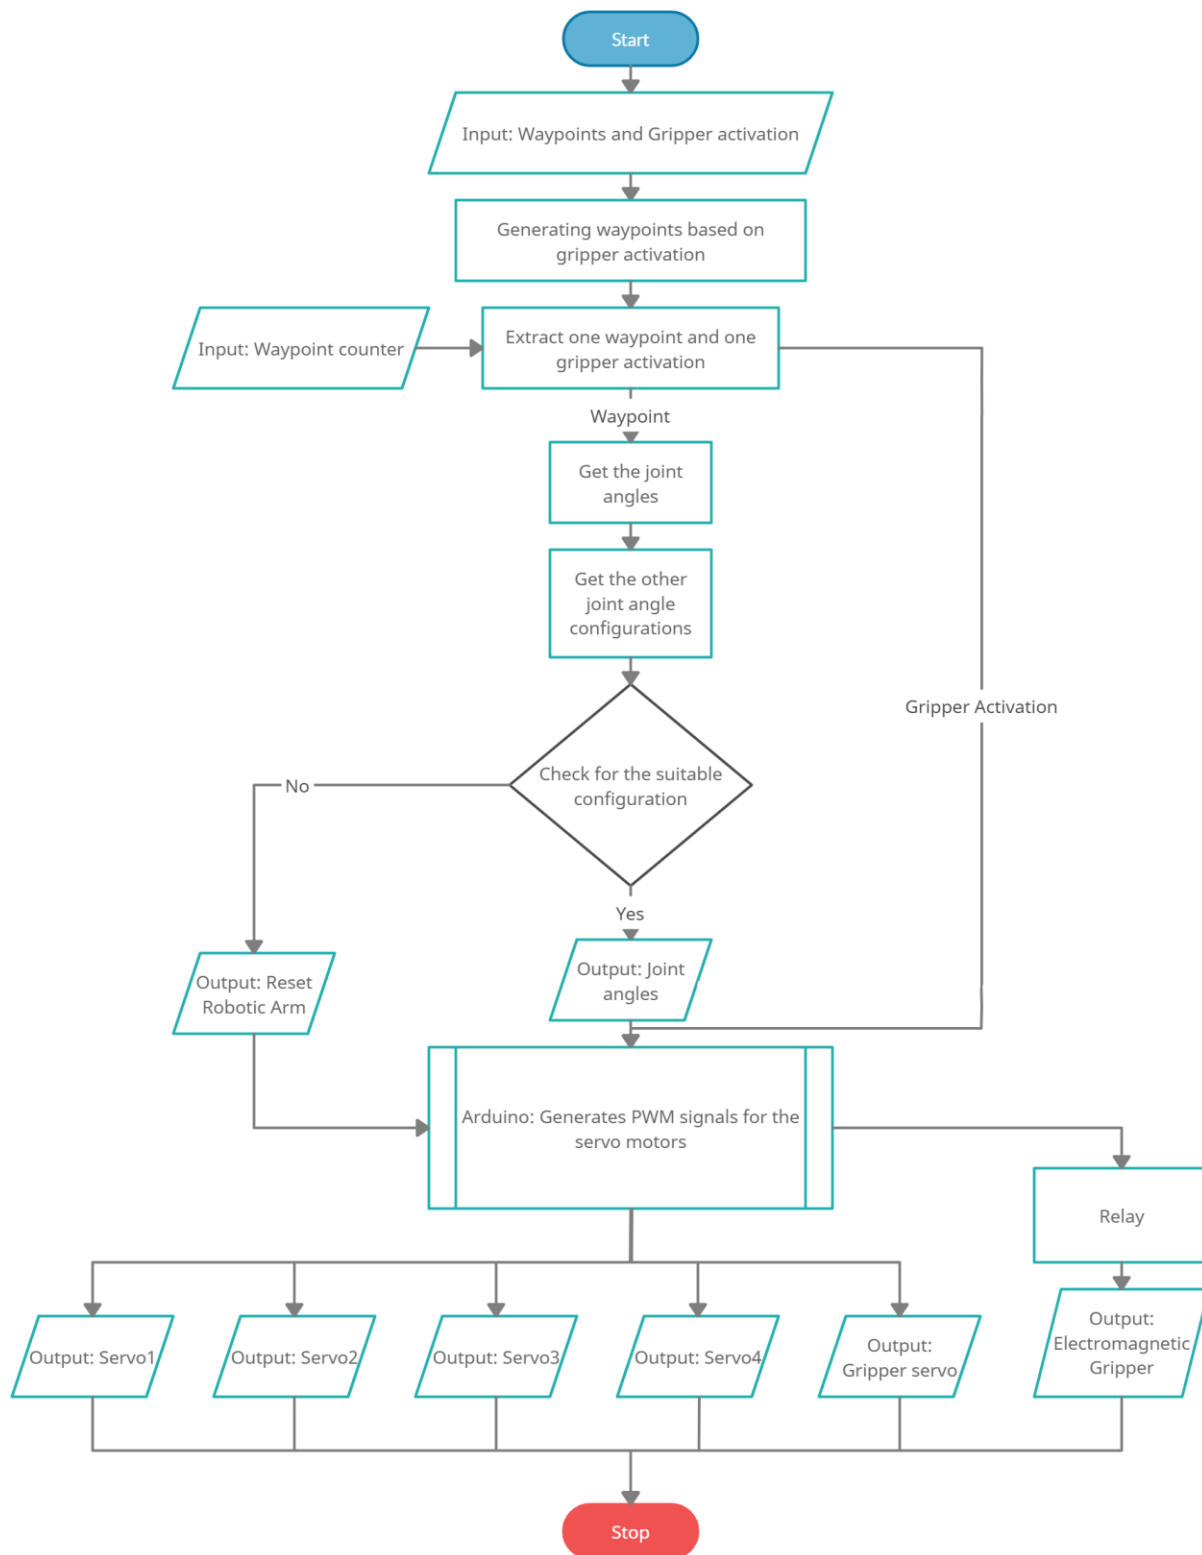 Start
Input: Waypoints and Gripper activation
Generating waypoints based on
gripper activation
Input: Waypoint counter
Extract one waypoint and one
gripper activation
Waypoint
Get the joint
angles
Get the other
joint angle
configurations
Gripper Activation
Check for the suitable
configuration
No
Yes
Output: Reset
Robotic Arm
Output: Joint
angles
Arduino: Generates PWM signals for the
servo motors
Relay
Output: Servo1
Output: Servo2
Output: Servo3
Output: Servo4
Output:
Gripper servo
Output:
Electromagnetic
Gripper
Stop